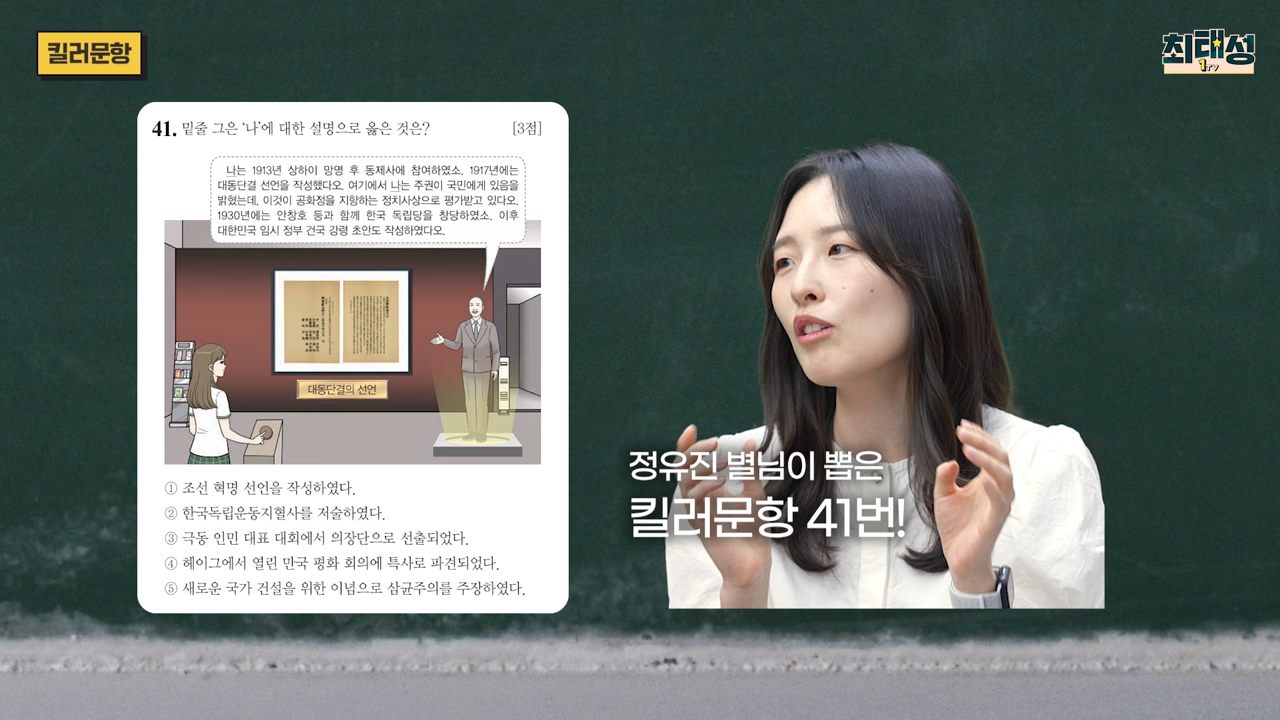 킬러문항
최태성
1TV
41. 밑줄 그은 ‘나’에 대한 설명으로 옳은 것은? [3점]
나는 1913년 상하이 망명 후 동제사에 참여하였소. 1917년에는
대동단결 선언을 작성했다오. 여기에서 나는 주권이 국민에게 있음을
밝혔는데, 이것이 공화정을 지향하는 정치사상으로 평가받고 있다오.
1930년에는 안창호 등과 함께 한국 독립당을 창당하였소. 이후
대한민국 임시 정부 건국 강령 초안도 작성하였다오.
대동단결의 선언
① 조선 혁명 선언을 작성하였다.
② 한국독립운동지혈사를 저술하였다.
③ 극동 인민 대표 대회에서 의장단으로 선출되었다.
④ 헤이그에서 열린 만국 평화 회의에 특사로 파견되었다.
⑤ 새로운 국가 건설을 위한 이념으로 삼균주의를 주장하였다.
정유진 별님이 뽑은
킬러문항 41번!